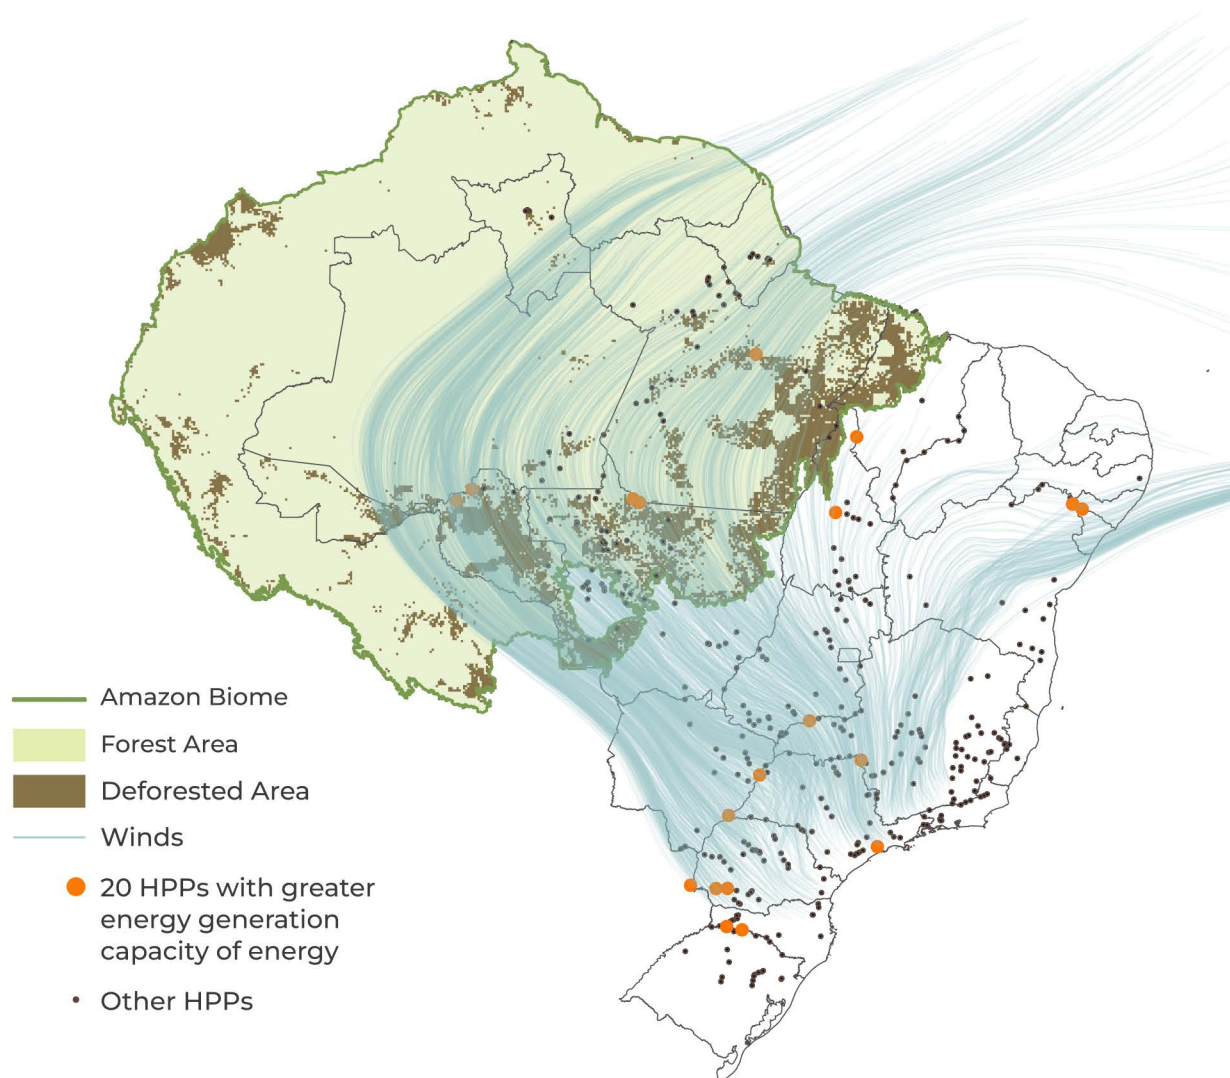 Amazon Biome
Forest Area
Deforested Area
Winds
20 HPPs with greater
energy generation
capacity of energy
Other HPPs